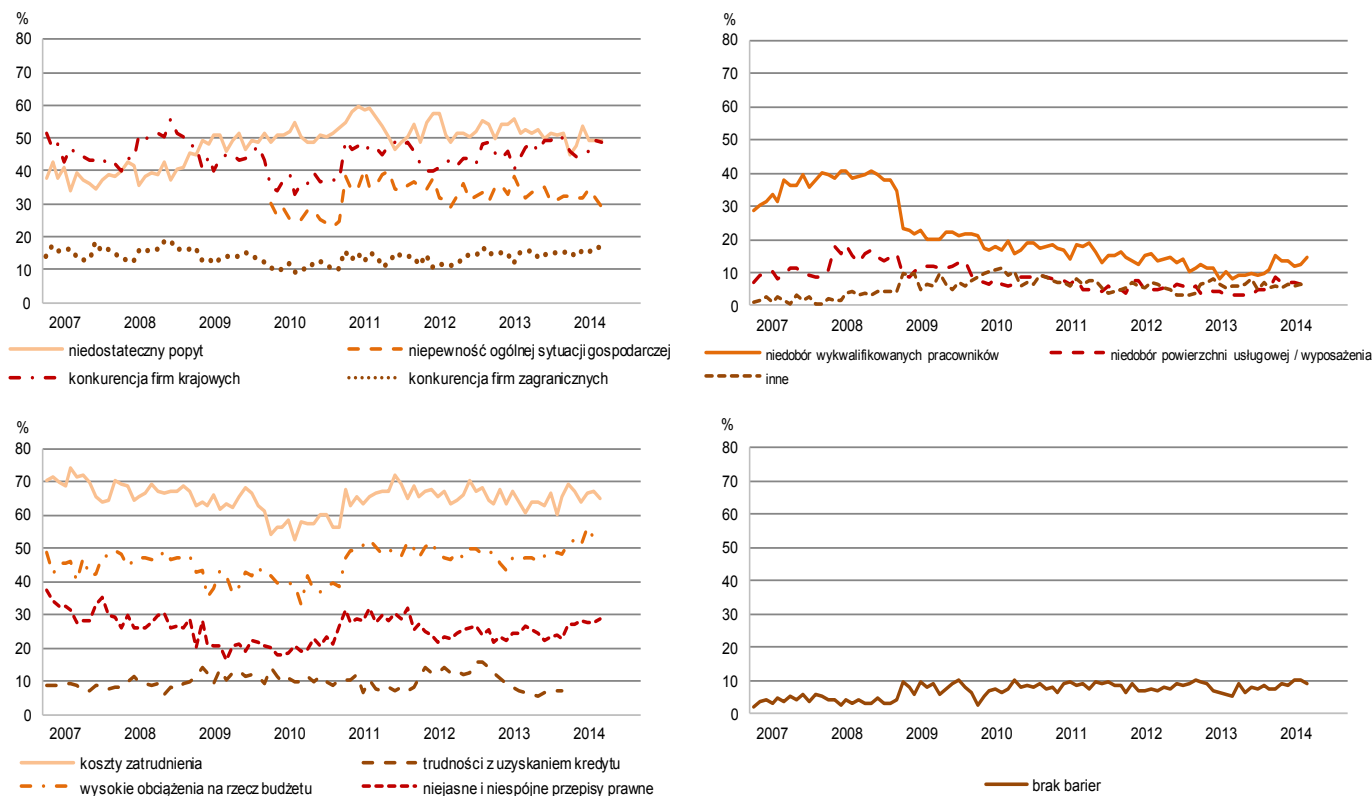 %
80
70
60
50
40
30
20
10
0
2007 2008 2009 2010 2011 2012 2013 2014
niedostateczny popyt
niepewność ogólnej sytuacji gospodarczej
konkurencja firm krajowych
konkurencja firm zagranicznych
%
80
70
60
50
40
30
20
10
0
2007 2008 2009 2010 2011 2012 2013 2014
niedobór wykwalifikowanych pracowników
niedobór powierzchni usługowej / wyposażenia
inne
%
80
70
60
50
40
30
20
10
0
2007 2008 2009 2010 2011 2012 2013 2014
koszty zatrudnienia
trudności z uzyskaniem kredytu
wysokie obciążenia na rzecz budżetu
niejasne i niespójne przepisy prawne
%
80
70
60
50
40
30
20
10
0
2007 2008 2009 2010 2011 2012 2013 2014
brak barier